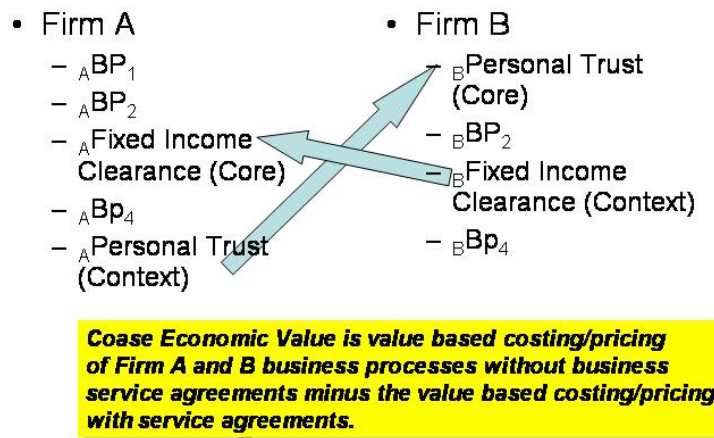 • Firm A
– ABP1
– ABP2
– AFixed Income
Clearance (Core)
– ABp4
– APersonal Trust
(Context)
• Firm B
– BPersonal Trust
(Core)
– BBP2
– BFixed Income
Clearance (Context)
– BBp4
Coase Economic Value is value based costing/pricing
of Firm A and B business processes without business
service agreements minus the value based costing/pricing
with service agreements.